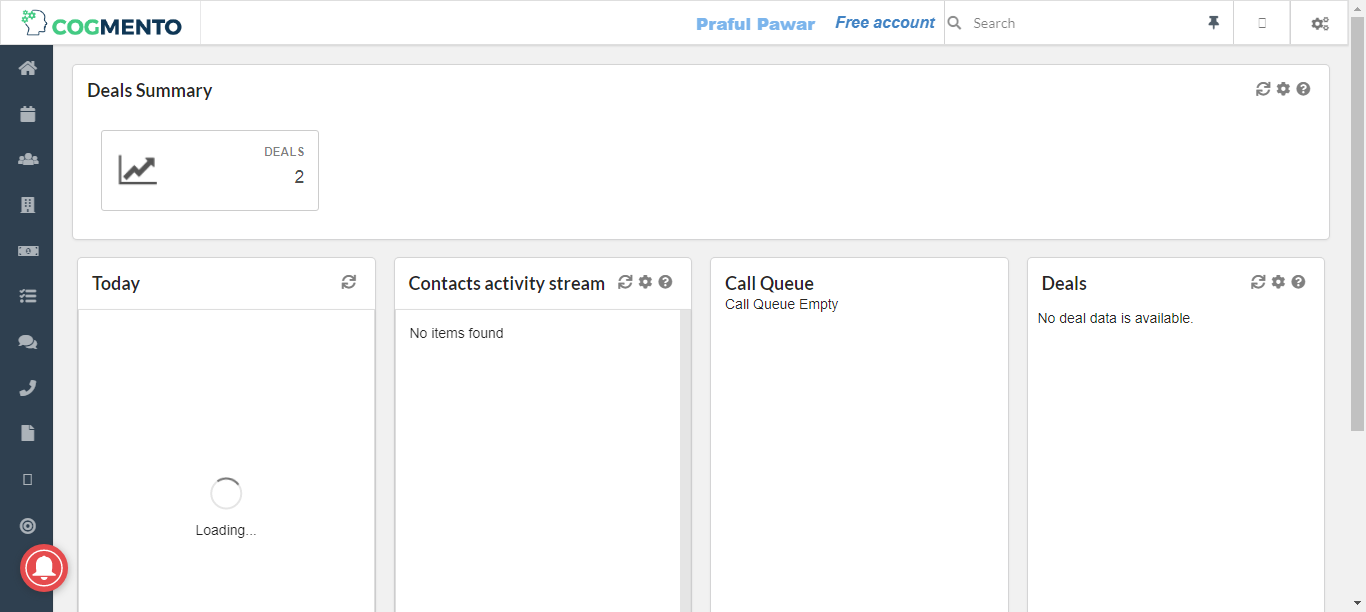 COGMENTO
Praful Pawar
Free account
Search
Deals Summary
DEALS
2
Today
Contacts activity stream
Call Queue
Deals
Call Queue Empty
No deal data is available.
No items found
Loading...